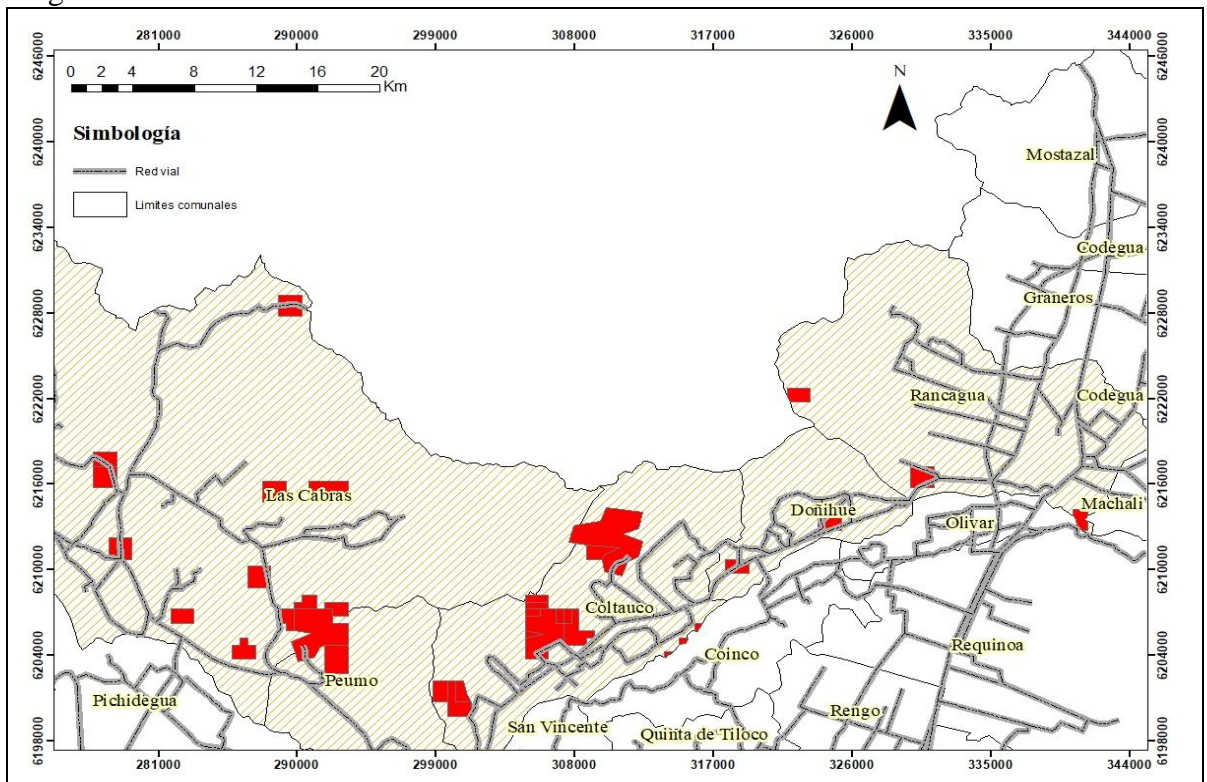 281000 290000 299000 308000 317000 326000 335000 344000
6246000 6246000
0 2 4 8 12 16 20
Km
N
Simbología
Red vial
Limites comunales
6240000 6240000
Mostazal
6234000 6234000
Codegua
Graneros
6228000 6228000
6222000 6222000
Rancagua
Codegua
6216000 6216000
Las Cabras
Machali
Doñihue
Olivar
6210000 6210000
Coltauco
Requinoa
6204000 6204000
Coinco
Peumo
Pichidegua
Rengo
San Vincente
Quinta de Tiloco
6198000 6198000
281000 290000 299000 308000 317000 326000 335000 344000